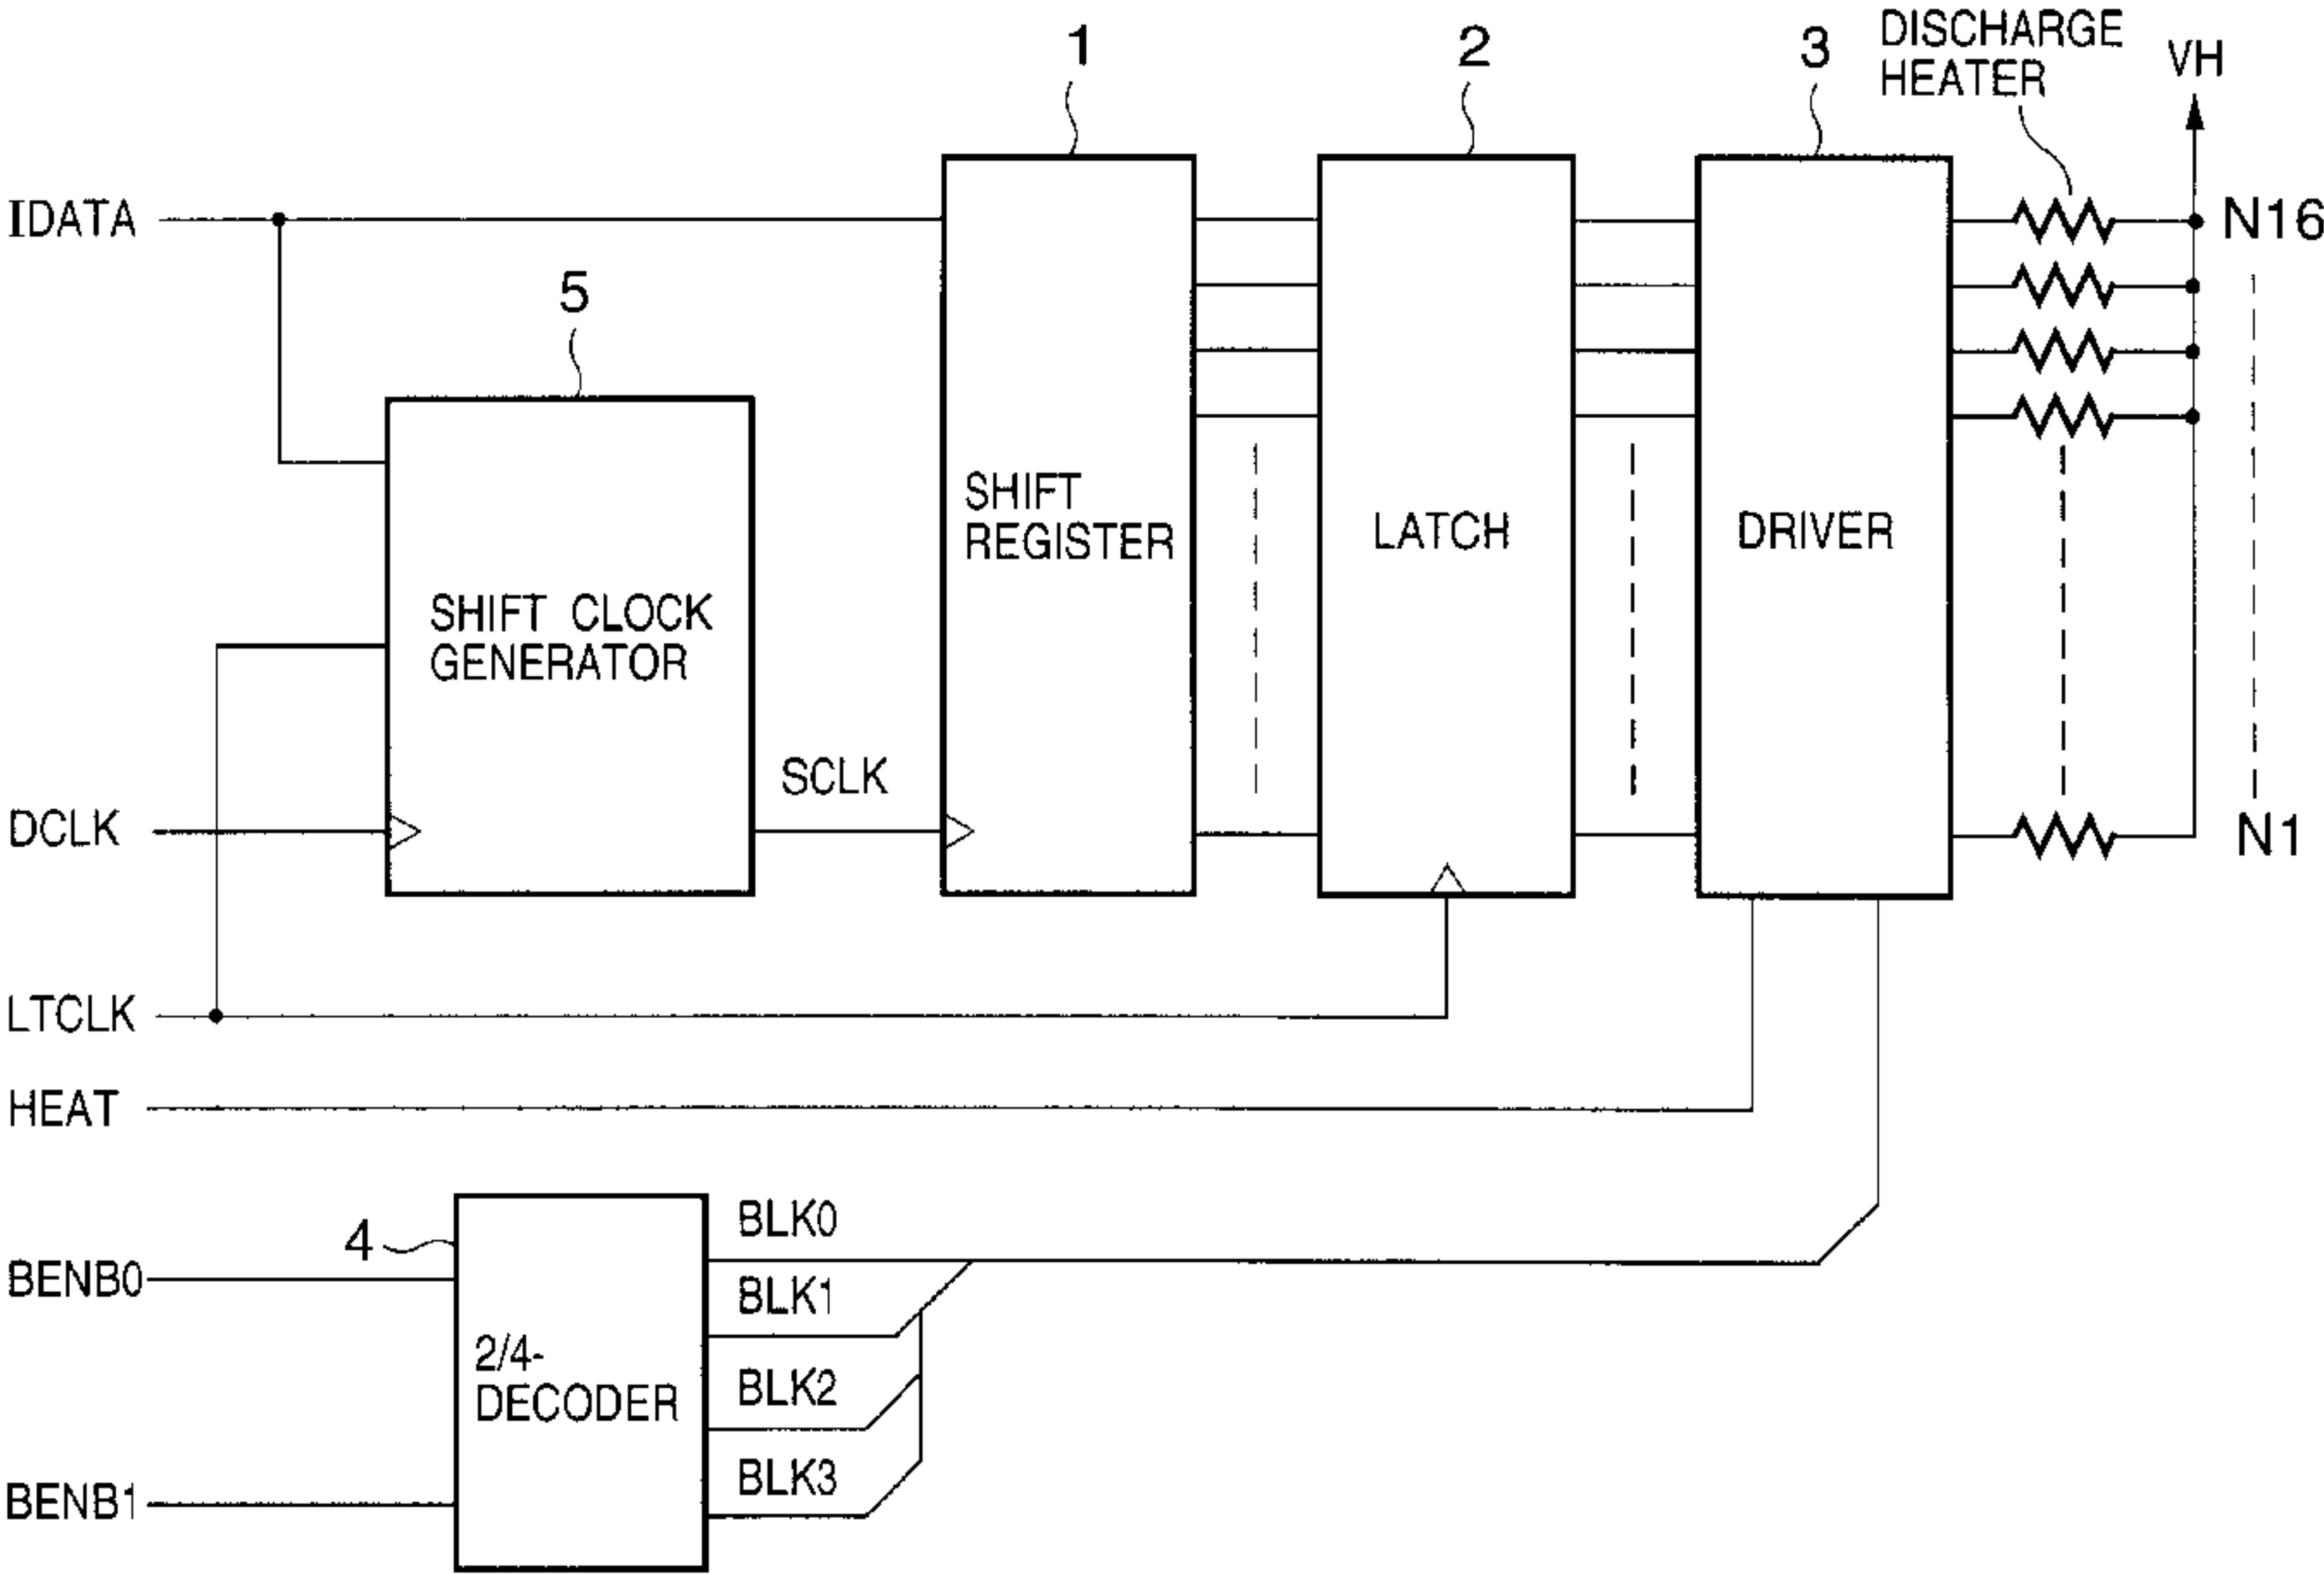 1
2
3
DISCHARGE
HEATER
VH
IDATA
N16
5
SHIFT
REGISTER
LATCH
DRIVER
SHIFT CLOCK
GENERATOR
SCLK
DCLK
N1
LTCLK
HEAT
4
BLK0
BENB0
BLK1
2/4-
DECODER
BLK2
BLK3
BENB1